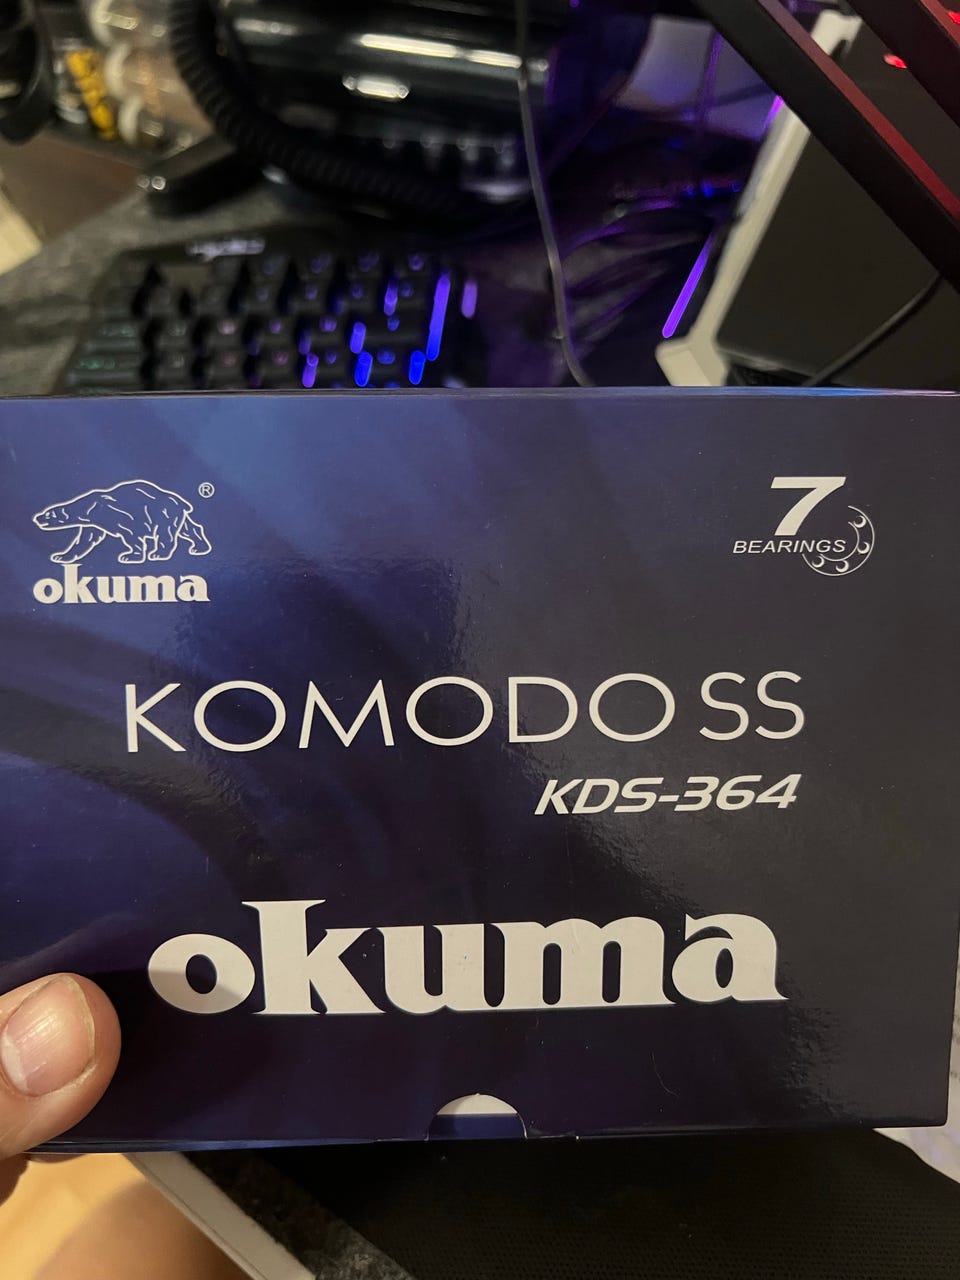 ®
okuma
7
BEARINGS
KOMODO SS
KDS-364
okuma